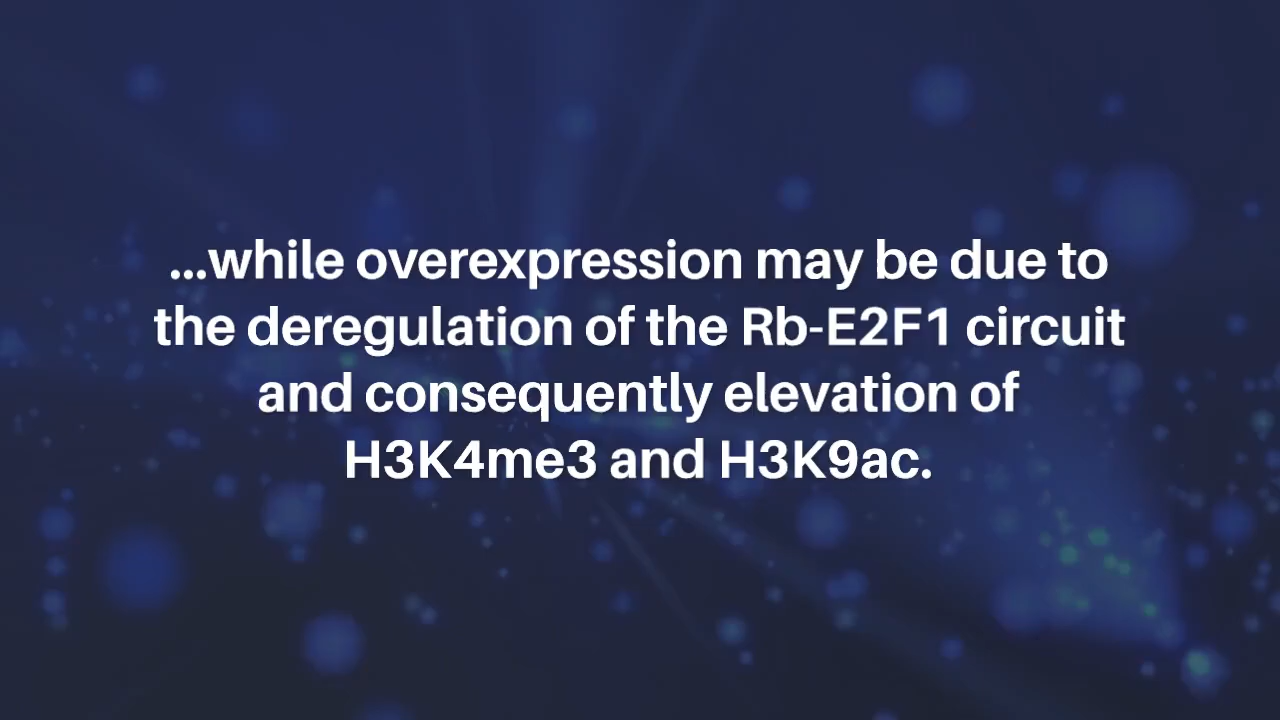 ...while overexpression may be due to
the deregulation of the Rb-E2F1 circuit
and consequently elevation of
H3K4me3 and H3K9ac.